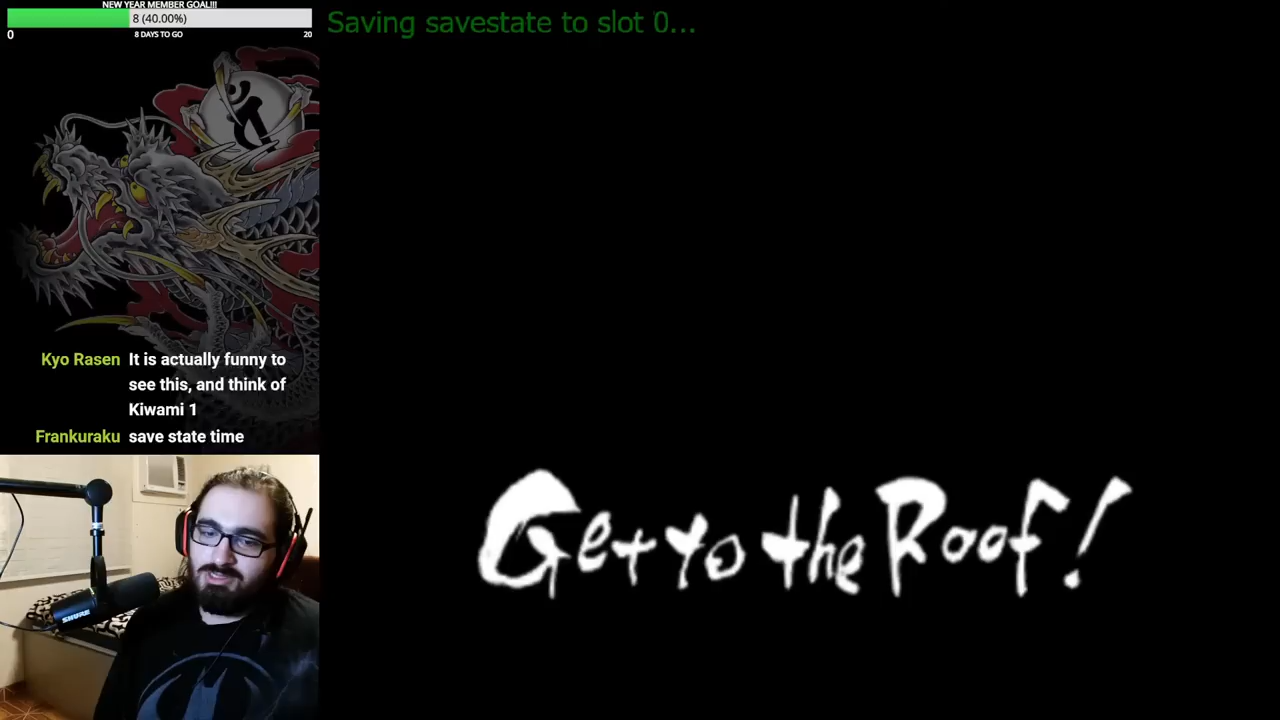 NEW YEAR MEMBER GOAL!!!
8 (40.00%)
0
8 DAYS TO GO
20
Saving savestate to slot 0...
Kyo Rasen It is actually funny to
see this, and think of
Kiwami 1
Frankuraku save state time
SHURE
Get to the Roof!